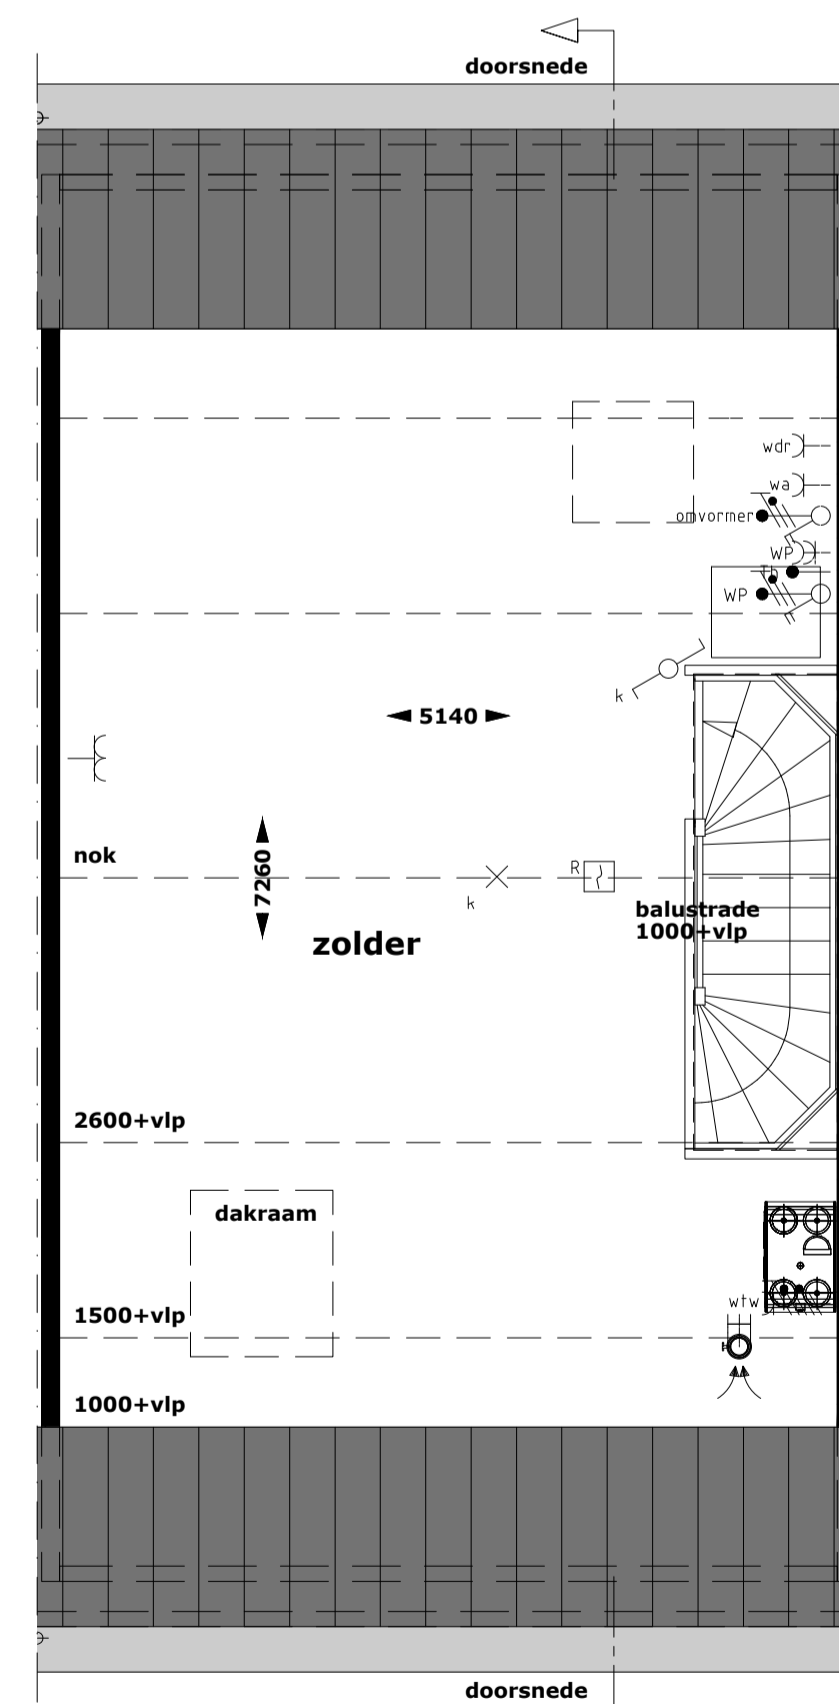 doorsnede
wdr
wa
omvormer
WP
Th
WP
k
5140
nok
7260
k
R
balustrade
1000+vlp
zolder
2600+vlp
dakraam
wtw
1500+vlp
1000+vlp
doorsnede